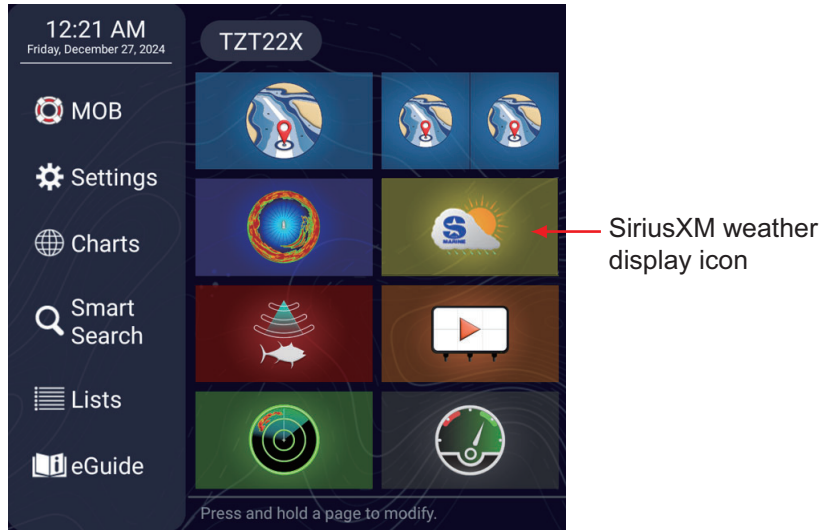 12:21 AM
Friday, December 27, 2024
TZT22X
MOB
Settings
Charts
Smart
Search
Lists
eGuide
S
MARINE
SiriusXM weather
display icon
Press and hold a page to modify.